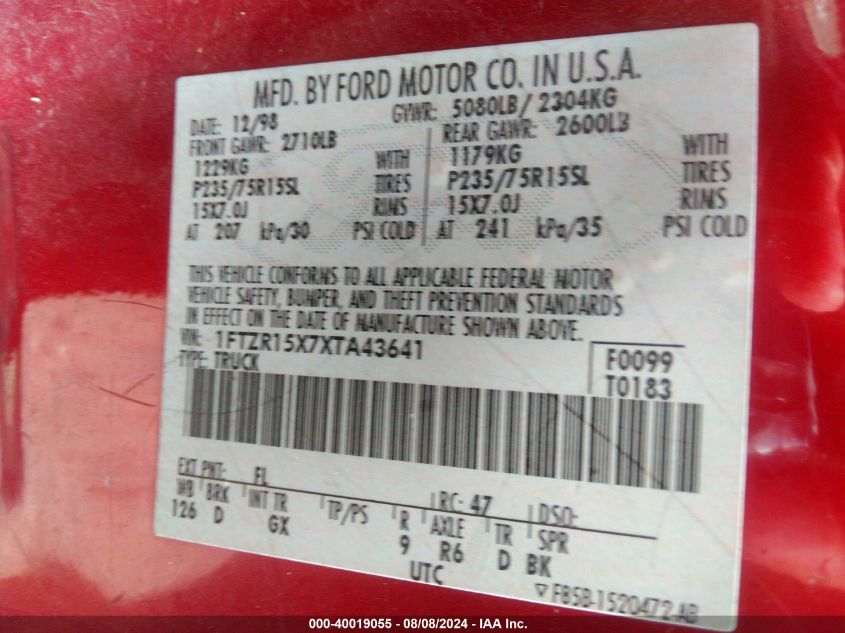 MFD. BY FORD MOTOR CO. IN U.S.A.
DATE: 12/98 GVWR: 5080LB/ 2304KG
FRONT GAWR: 2710LB REAR GAWR: 2600LB
1229KG WITH 1179KG WITH
P235/75R15SL TIRES P235/75R15SL TIRES
15X7.0J RIMS 15X7.0J RIMS
AT 207 kPa/30 PSI COLD AT 241 kPa/35 PSI COLD
THIS VEHICLE CONFORMS TO ALL APPLICABLE FEDERAL MOTOR
VEHICLE SAFETY, BUMPER, AND THEFT PREVENTION STANDARDS
IN EFFECT ON THE DATE OF MANUFACTURE SHOWN ABOVE.
VIN: 1FTZR15X7XTA43641 F0099
TYPE: TRUCK T0183
EXT PNT: FL RC: 47 DSO:
WB BRK INT TR TP/PS R AXLE TR SPR
126 D GX 9 R6 D BK
UTC
F85B-1520472-AB
000-40019055 — 08/08/2024 — IAA Inc.